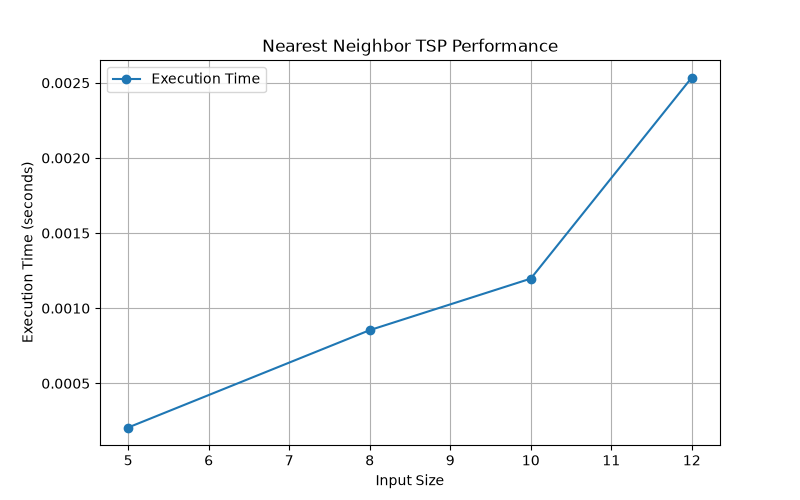 Nearest Neighbor TSP Performance
Execution Time
0.0025
0.0020
0.0015
0.0010
0.0005
Execution Time (seconds)
5 6 7 8 9 10 11 12
Input Size